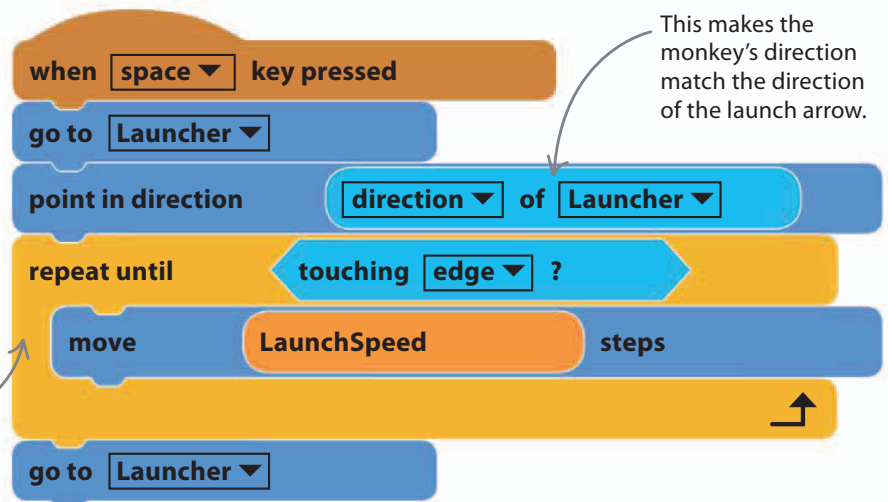 This makes the
monkey's direction
match the direction
of the launch arrow.
when space key pressed
go to Launcher
point in direction direction of Launcher
repeat until touching edge ?
move LaunchSpeed steps
go to Launcher